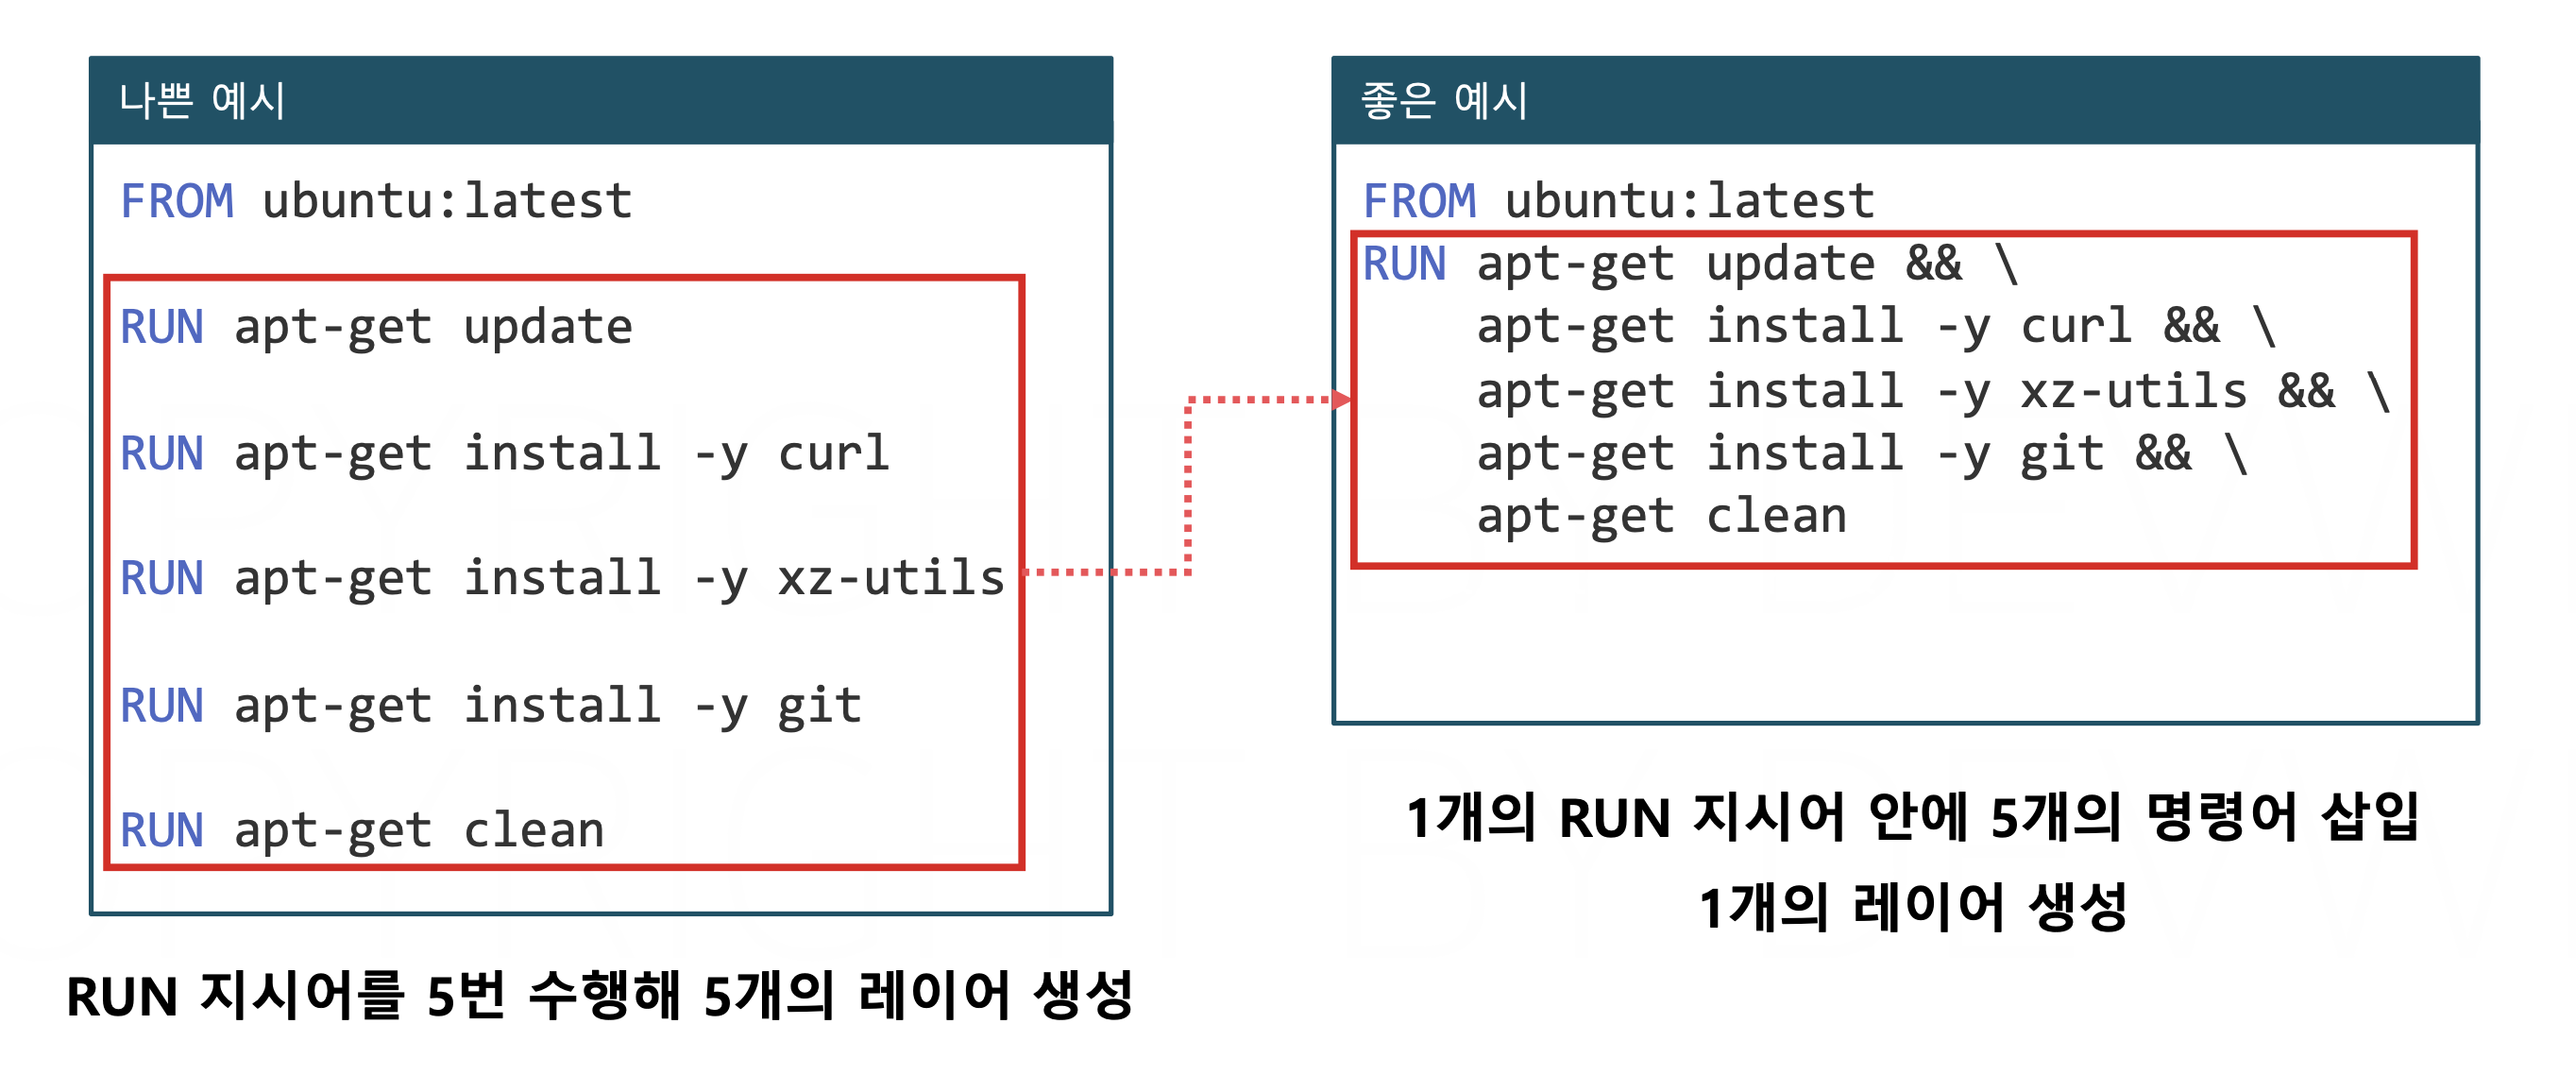 나쁜 예시
FROM ubuntu:latest
RUN apt-get update
RUN apt-get install -y curl
RUN apt-get install -y xz-utils
RUN apt-get install -y git
RUN apt-get clean
RUN 지시어를 5번 수행해 5개의 레이어 생성
좋은 예시
FROM ubuntu:latest
RUN apt-get update && \
apt-get install -y curl && \
apt-get install -y xz-utils && \
apt-get install -y git && \
apt-get clean
1개의 RUN 지시어 안에 5개의 명령어 삽입
1개의 레이어 생성